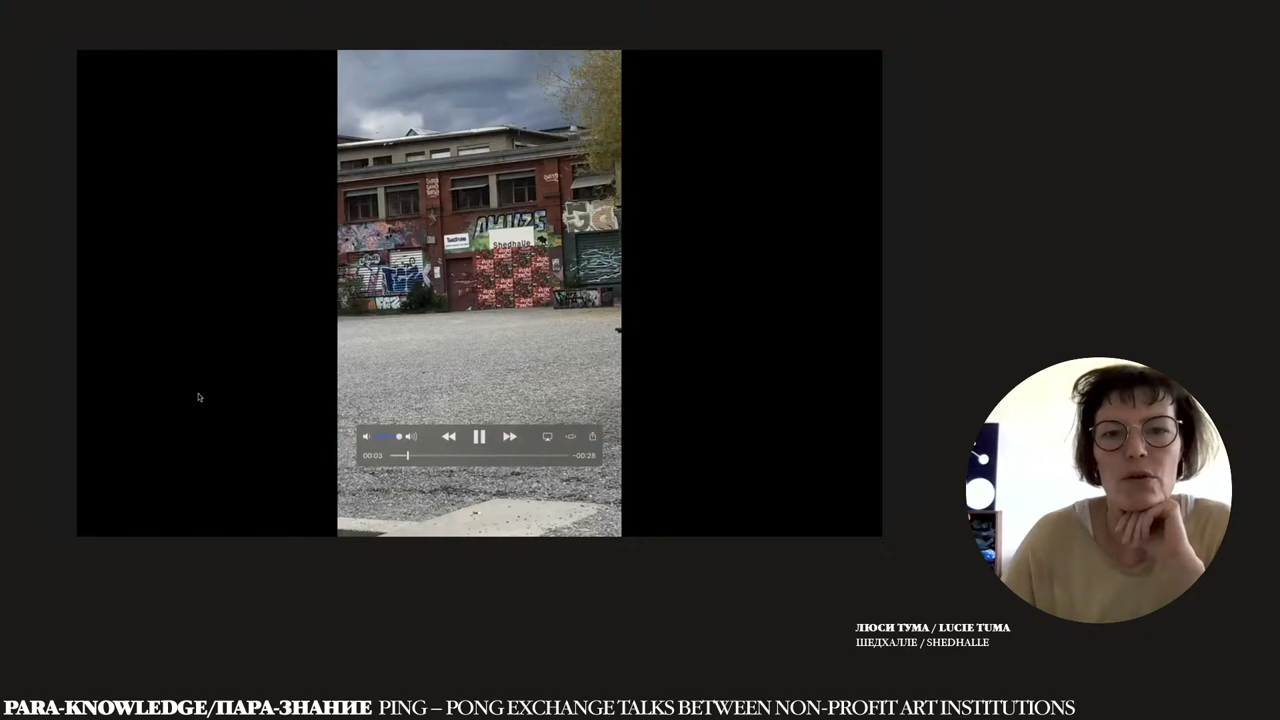 Shedhalle
00:03
-00:28
ЛЮСИ ТУМА / LUCIE TUMA
ШЕДХАЛЛЕ / SHEDHALLE
PARA-KNOWLEDGE/ПАРА-ЗНАНИЕ PING – PONG EXCHANGE TALKS BETWEEN NON-PROFIT ART INSTITUTIONS